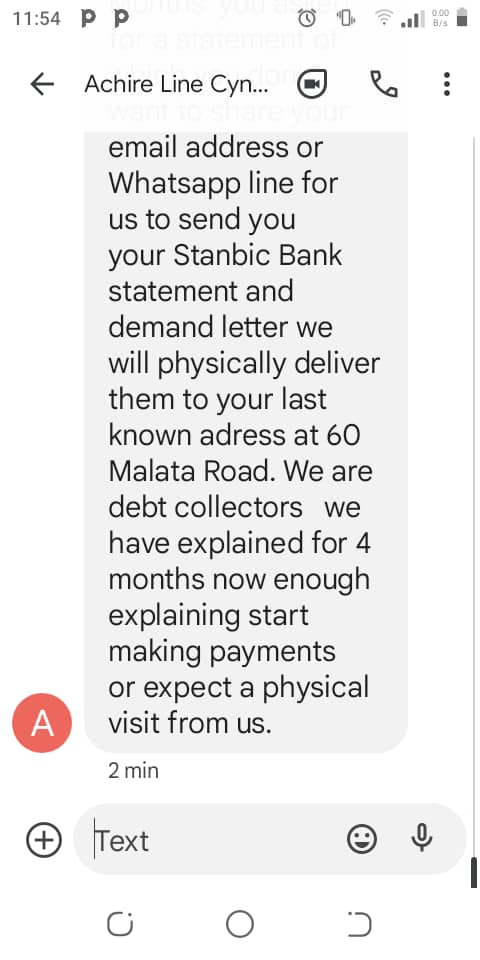 11:54 P P 0.00
B/s
months you asked
for a statement of
Achire Line Cyn...
want to share your
email address or
Whatsapp line for
us to send you
your Stanbic Bank
statement and
demand letter we
will physically deliver
them to your last
known adress at 60
Malata Road. We are
debt collectors we
have explained for 4
months now enough
explaining start
making payments
or expect a physical
visit from us.
A
2 min
Text